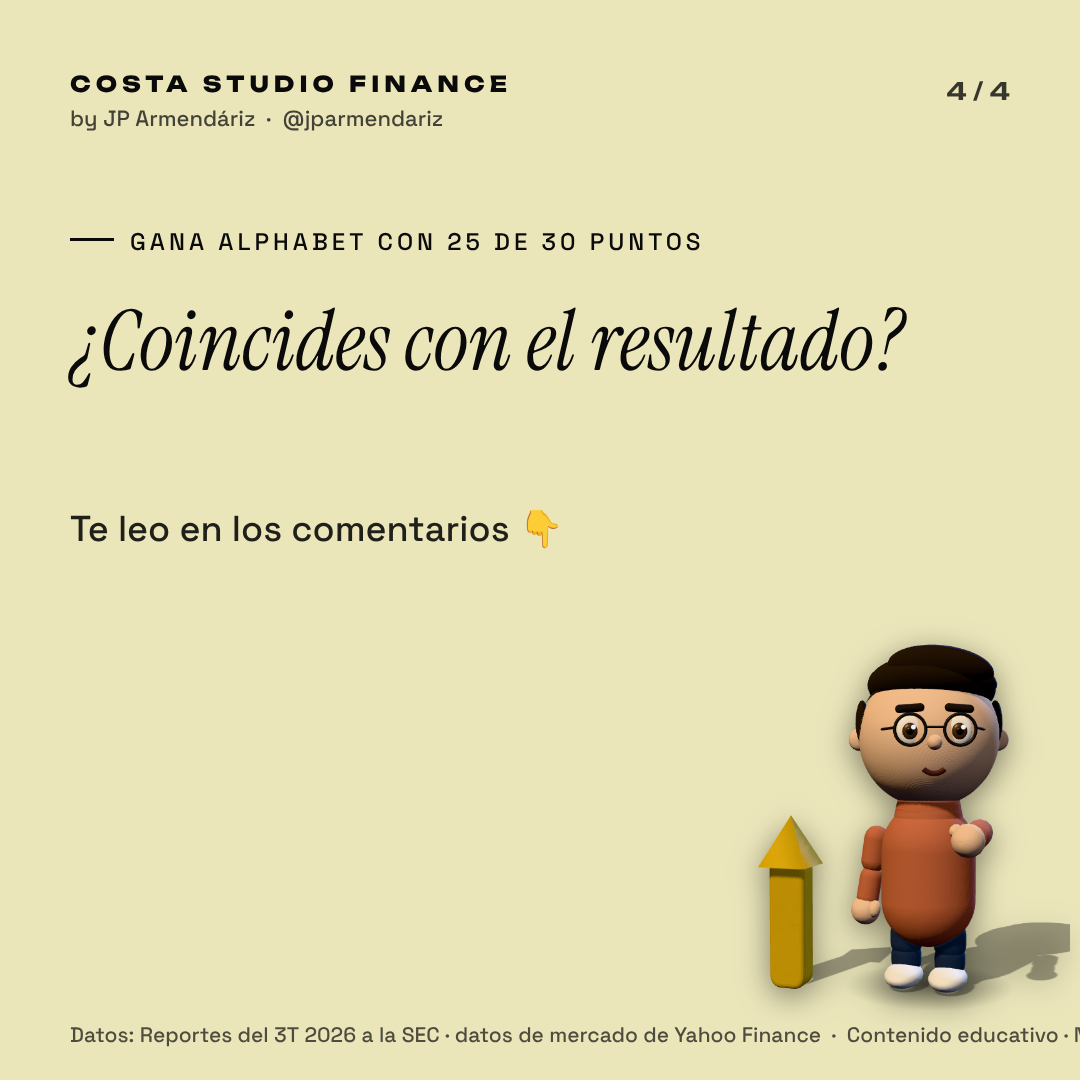 COSTA STUDIO FINANCE
by JP Armendáriz · @jparmendariz
4 / 4
GANA ALPHABET CON 25 DE 30 PUNTOS
¿Coincides con el resultado?
Te leo en los comentarios 👇
Datos: Reportes del 3T 2026 a la SEC · datos de mercado de Yahoo Finance · Contenido educativo ·